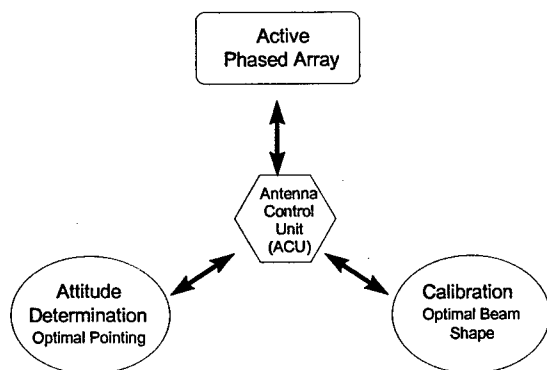 Active
Phased Array
Antenna
Control
Unit
(ACU)
Attitude
Determination
Optimal Pointing
Calibration
Optimal Beam
Shape